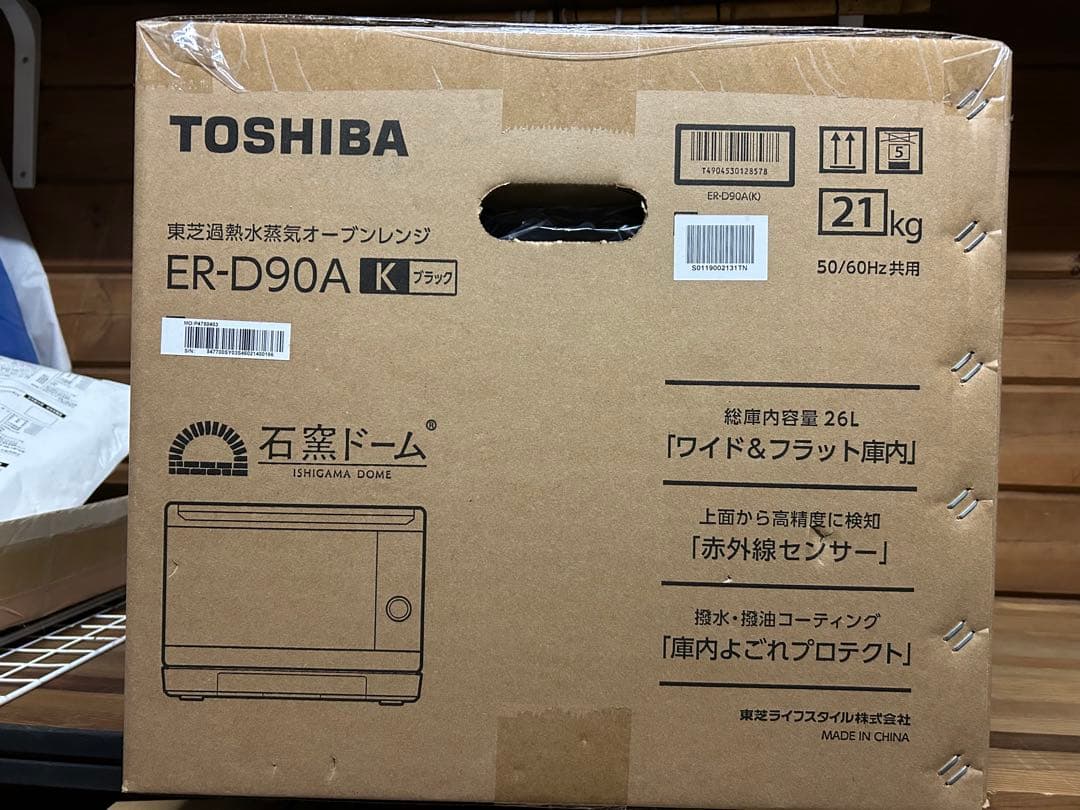 TOSHIBA
T4904530128578
ER-D90A(K)
5
21kg
50/60Hz共用
S0119002131TN
東芝過熱水蒸気オーブンレンジ
ER-D90A K ブラック
石窯ドーム®
ISHIGAMA DOME
総庫内容量 26L
「ワイド&フラット庫内」
上面から高精度に検知
「赤外線センサー」
撥水・撥油コーティング
「庫内よごれプロテクト」
東芝ライフスタイル株式会社
MADE IN CHINA